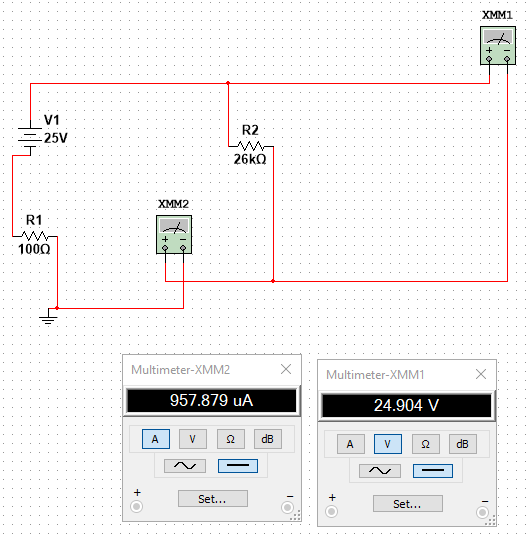 XMM1
+ −
V1
25V
R2
26kΩ
R1
100Ω
XMM2
+ −
Multimeter-XMM2
957.879 uA
A V Ω dB
Set...
+ −
Multimeter-XMM1
24.904 V
A V Ω dB
Set...
+ −